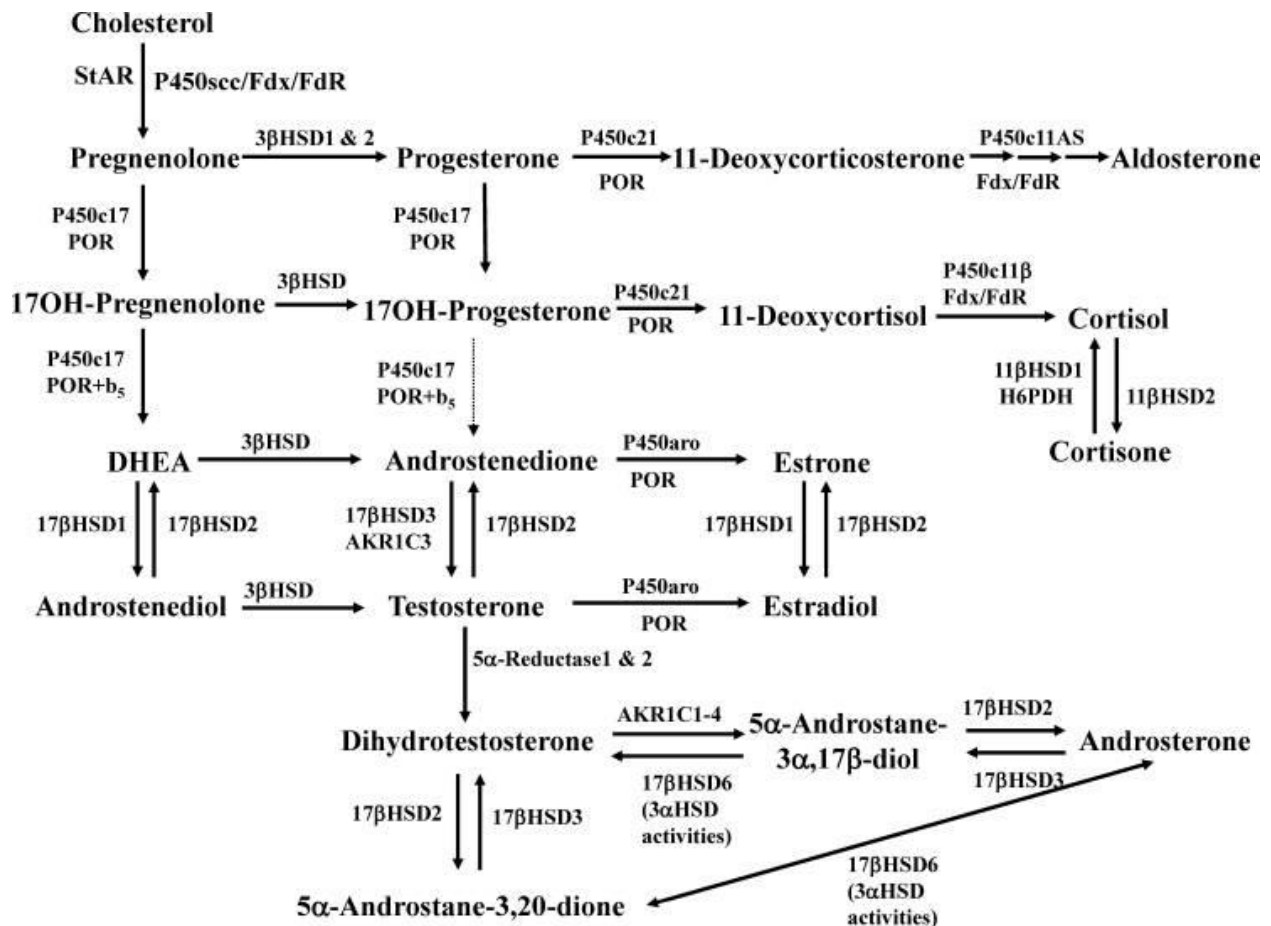 Cholesterol
StAR
P450scc/Fdx/FdR
3βHSD1 & 2
P450c21
P450c11AS
Pregnenolone
Progesterone
11-Deoxycorticosterone
Aldosterone
POR
Fdx/FdR
P450c17
POR
P450c17
POR
P450c11β
Fdx/FdR
3βHSD
P450c21
17OH-Pregnenolone
17OH-Progesterone
11-Deoxycortisol
Cortisol
POR
P450c17
POR+b₅
P450c17
POR+b₅
11βHSD1
H6PDH
11βHSD2
3βHSD
P450aro
DHEA
Androstenedione
Estrone
Cortisone
POR
17βHSD1
17βHSD2
17βHSD3
AKR1C3
17βHSD2
17βHSD1
17βHSD2
3βHSD
P450aro
Androstenediol
Testosterone
Estradiol
POR
5α-Reductase1 & 2
AKR1C1-4
17βHSD2
Dihydrotestosterone
5α-Androstane-
3α,17β-diol
Androsterone
17βHSD6
(3αHSD
activities)
17βHSD3
17βHSD2
17βHSD3
17βHSD6
(3αHSD
activities)
5α-Androstane-3,20-dione